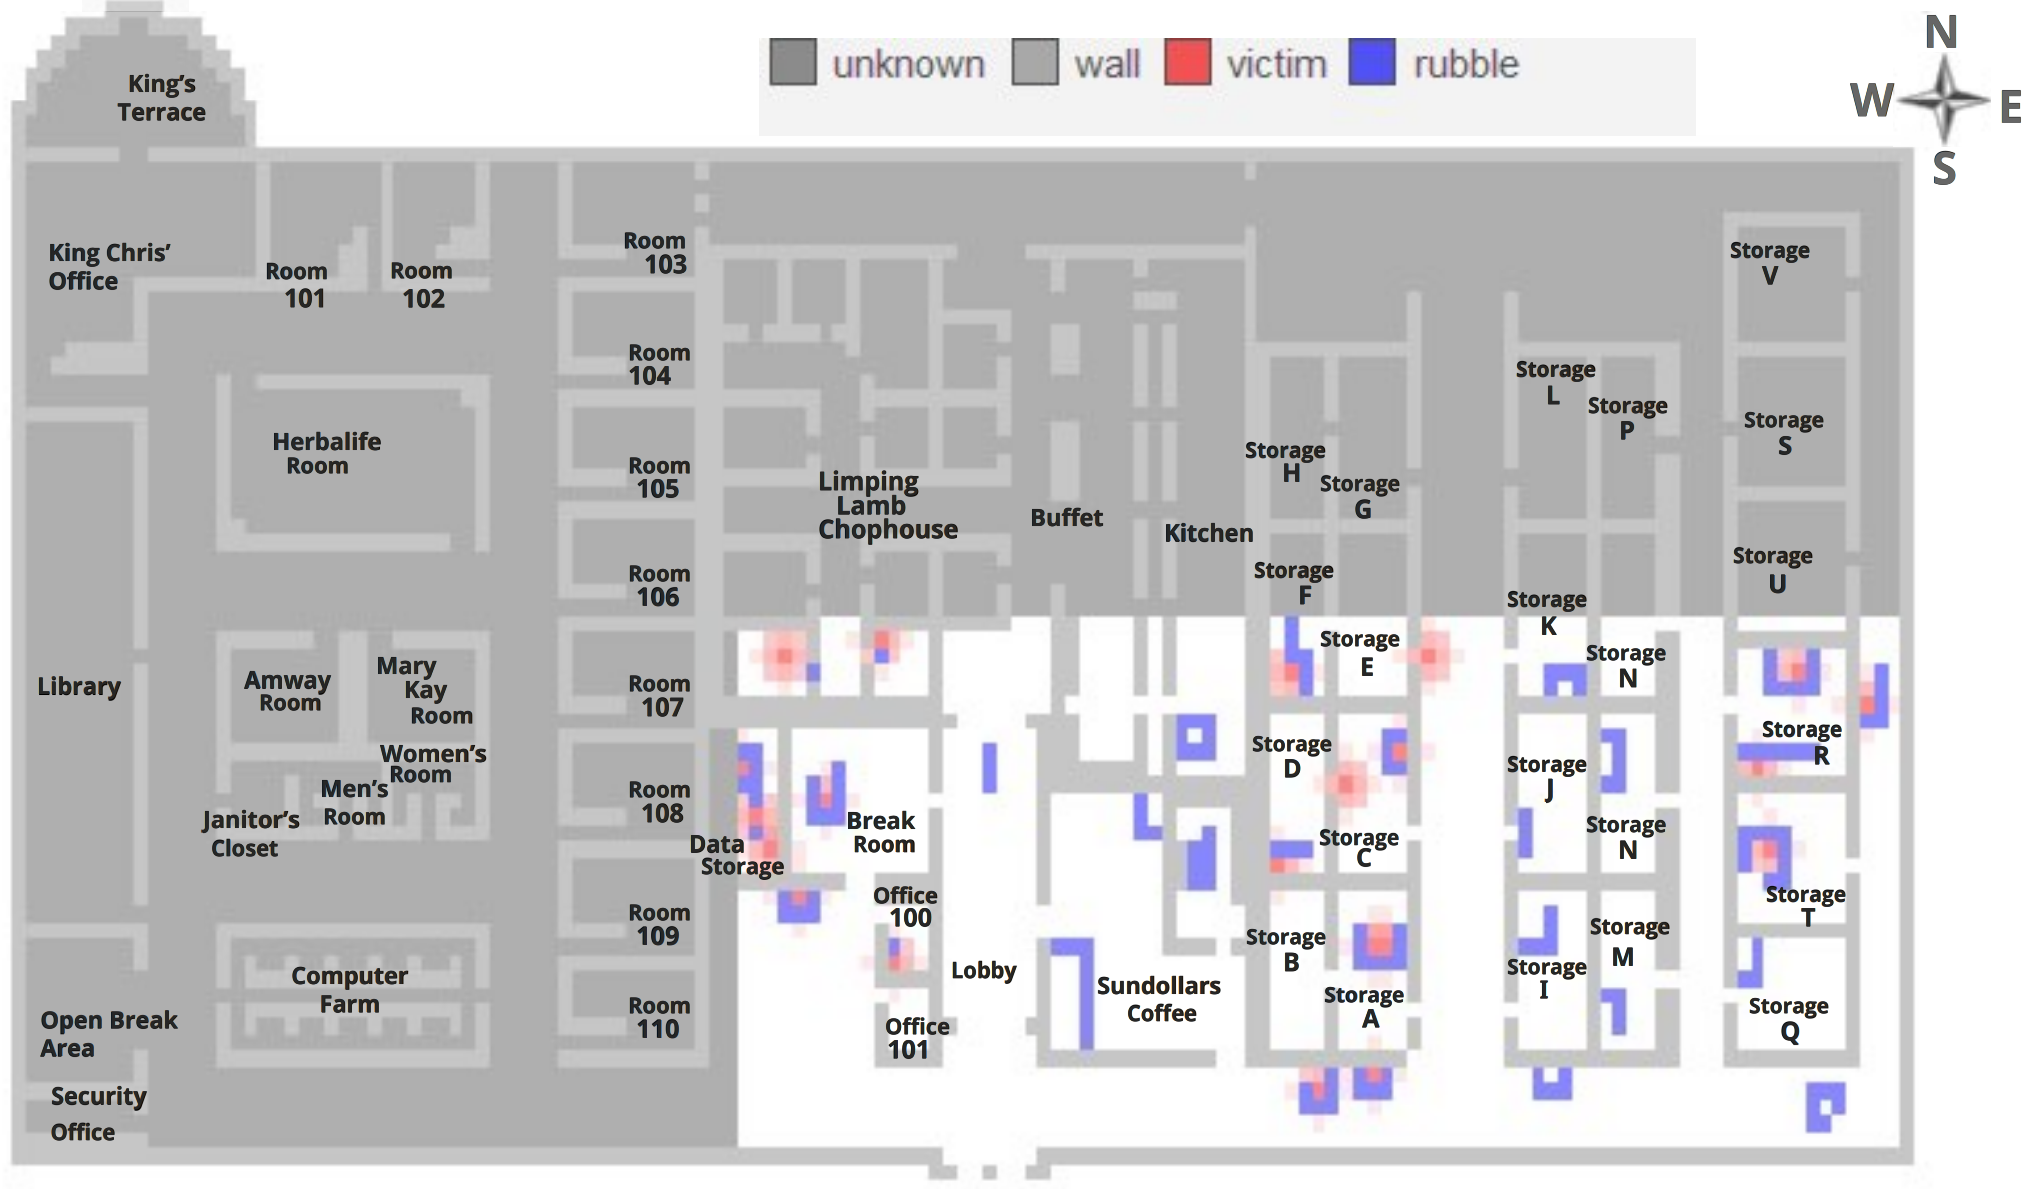 N
W E
S
unknown wall victim rubble
King's
Terrace
King Chris'
Office
Room
101
Room
102
Room
103
Room
104
Room
105
Room
106
Room
107
Room
108
Room
109
Room
110
Herbalife
Room
Library
Amway
Room
Mary
Kay
Room
Women's
Room
Men's
Room
Janitor's
Closet
Computer
Farm
Open Break
Area
Security
Office
Limping
Lamb
Chophouse
Buffet
Kitchen
Data
Storage
Break
Room
Office
100
Office
101
Lobby
Sundollars
Coffee
Storage
H
Storage
G
Storage
F
Storage
E
Storage
D
Storage
C
Storage
B
Storage
A
Storage
L
Storage
P
Storage
K
Storage
N
Storage
J
Storage
N
Storage
M
Storage
I
Storage
V
Storage
S
Storage
U
Storage
R
Storage
T
Storage
Q